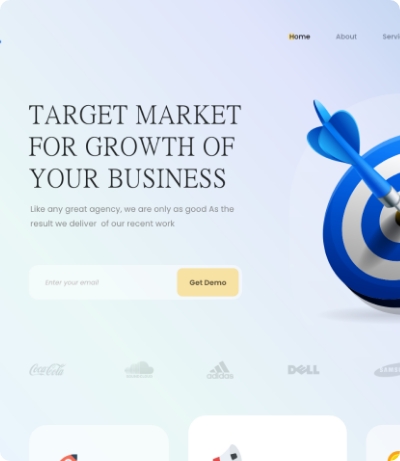 Home About
TARGET MARKET
FOR GROWTH OF
YOUR BUSINESS
Like any great agency, we are only as good As the
result we deliver of our recent work
Enter your email Get Demo
Coca-Cola adidas DELL